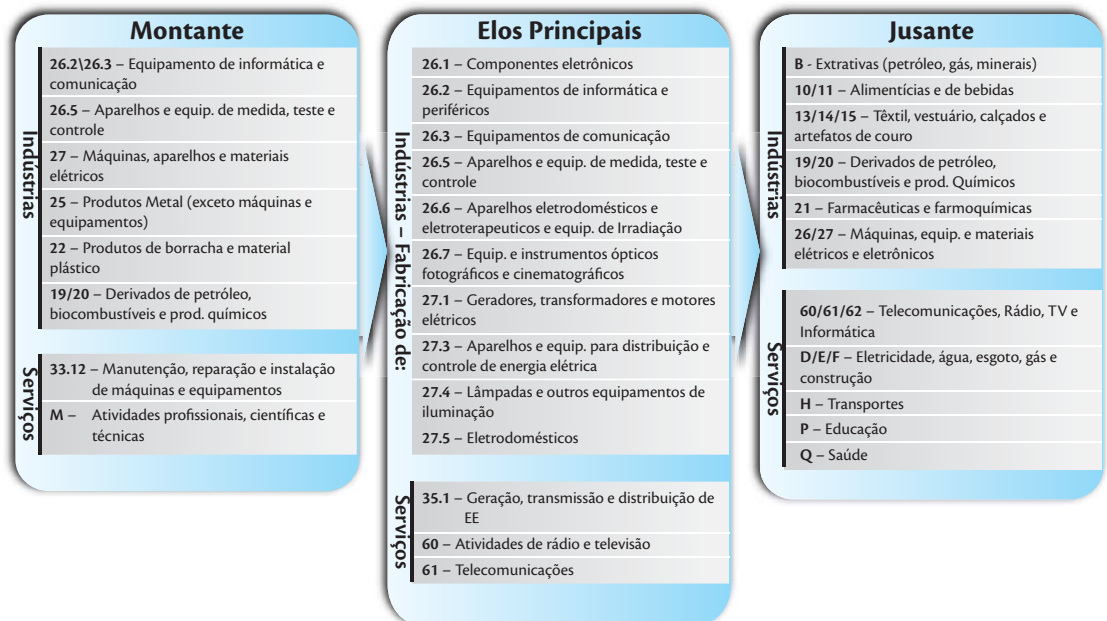 Montante
Indústrias
26.2\26.3 – Equipamento de informática e
comunicação
26.5 – Aparelhos e equip. de medida, teste e
controle
27 – Máquinas, aparelhos e materiais
elétricos
25 – Produtos Metal (exceto máquinas e
equipamentos)
22 – Produtos de borracha e material
plástico
19/20 – Derivados de petróleo,
biocombustíveis e prod. químicos
Serviços
33.12 – Manutenção, reparação e instalação
de máquinas e equipamentos
M – Atividades profissionais, científicas e
técnicas
Elos Principais
Indústrias – Fabricação de:
26.1 – Componentes eletrônicos
26.2 – Equipamentos de informática e
periféricos
26.3 – Equipamentos de comunicação
26.5 – Aparelhos e equip. de medida, teste e
controle
26.6 – Aparelhos eletrodomésticos e
eletroterapeuticos e equip. de Irradiação
26.7 – Equip. e instrumentos ópticos
fotográficos e cinematográficos
27.1 – Geradores, transformadores e motores
elétricos
27.3 – Aparelhos e equip. para distribuição e
controle de energia elétrica
27.4 – Lâmpadas e outros equipamentos de
iluminação
27.5 – Eletrodomésticos
Serviços
35.1 – Geração, transmissão e distribuição de
EE
60 – Atividades de rádio e televisão
61 – Telecomunicações
Jusante
Indústrias
B - Extrativas (petróleo, gás, minerais)
10/11 – Alimentícias e de bebidas
13/14/15 – Têxtil, vestuário, calçados e
artefatos de couro
19/20 – Derivados de petróleo,
biocombustíveis e prod. Químicos
21 – Farmacêuticas e farmoquímicas
26/27 – Máquinas, equip. e materiais
elétricos e eletrônicos
Serviços
60/61/62 – Telecomunicações, Rádio, TV e
Informática
D/E/F – Eletricidade, água, esgoto, gás e
construção
H – Transportes
P – Educação
Q – Saúde